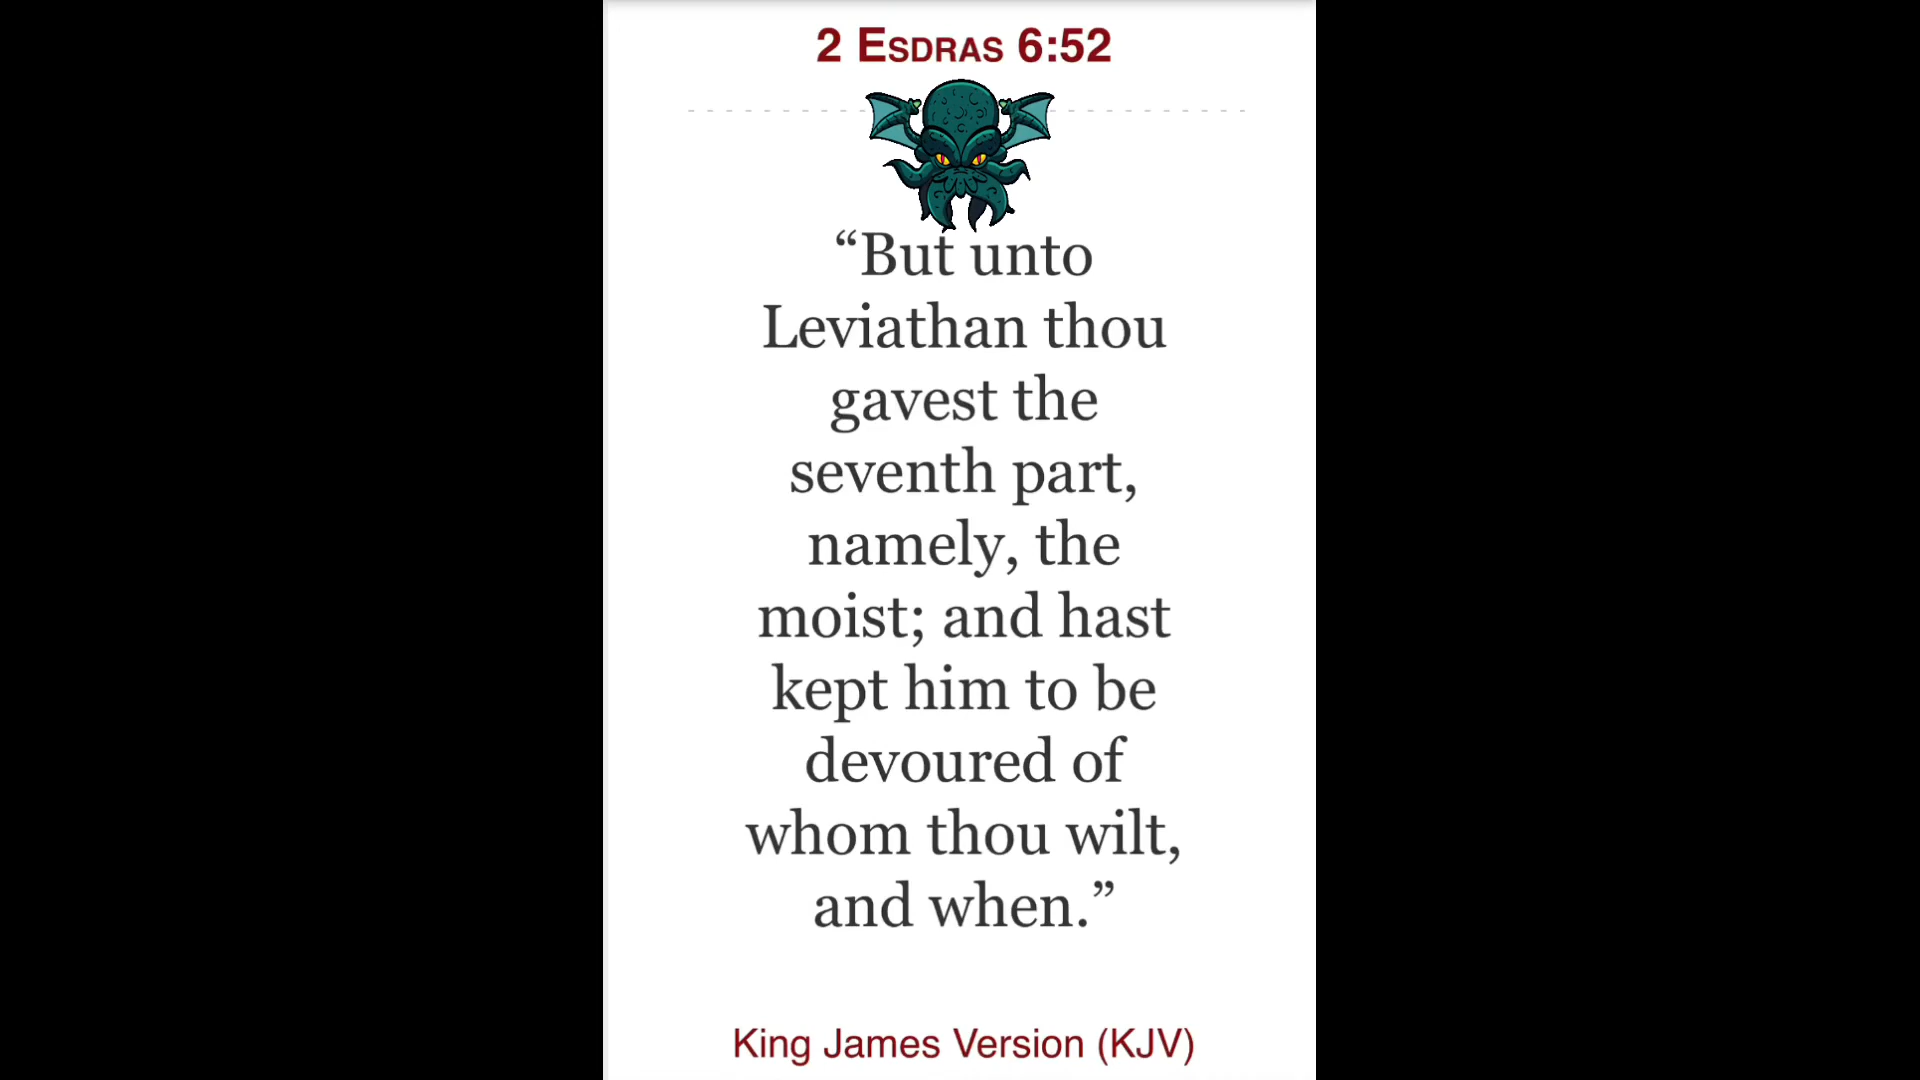 2 Esdras 6:52
“But unto
Leviathan thou
gavest the
seventh part,
namely, the
moist; and hast
kept him to be
devoured of
whom thou wilt,
and when.”
King James Version (KJV)